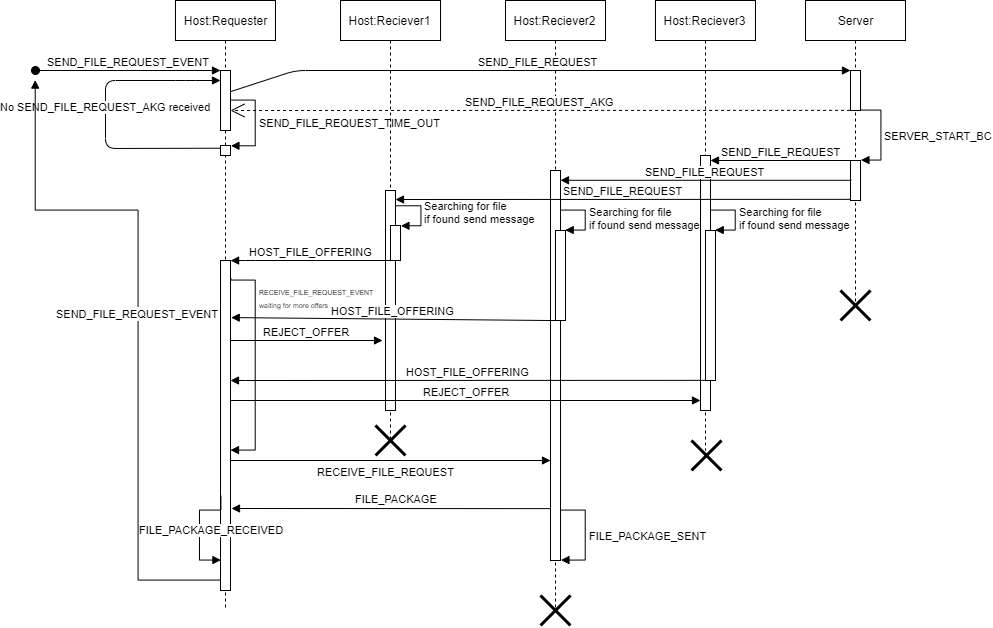 Host:Requester
Host:Reciever1
Host:Reciever2
Host:Reciever3
Server
SEND_FILE_REQUEST_EVENT
SEND_FILE_REQUEST
No SEND_FILE_REQUEST_AKG received
SEND_FILE_REQUEST_AKG
SEND_FILE_REQUEST_TIME_OUT
SERVER_START_BC
SEND_FILE_REQUEST
SEND_FILE_REQUEST
SEND_FILE_REQUEST
Searching for file
if found send message
Searching for file
if found send message
Searching for file
if found send message
HOST_FILE_OFFERING
RECEIVE_FILE_REQUEST_EVENT
waiting for more offers
HOST_FILE_OFFERING
SEND_FILE_REQUEST_EVENT
REJECT_OFFER
HOST_FILE_OFFERING
REJECT_OFFER
RECEIVE_FILE_REQUEST
FILE_PACKAGE
FILE_PACKAGE_RECEIVED
FILE_PACKAGE_SENT